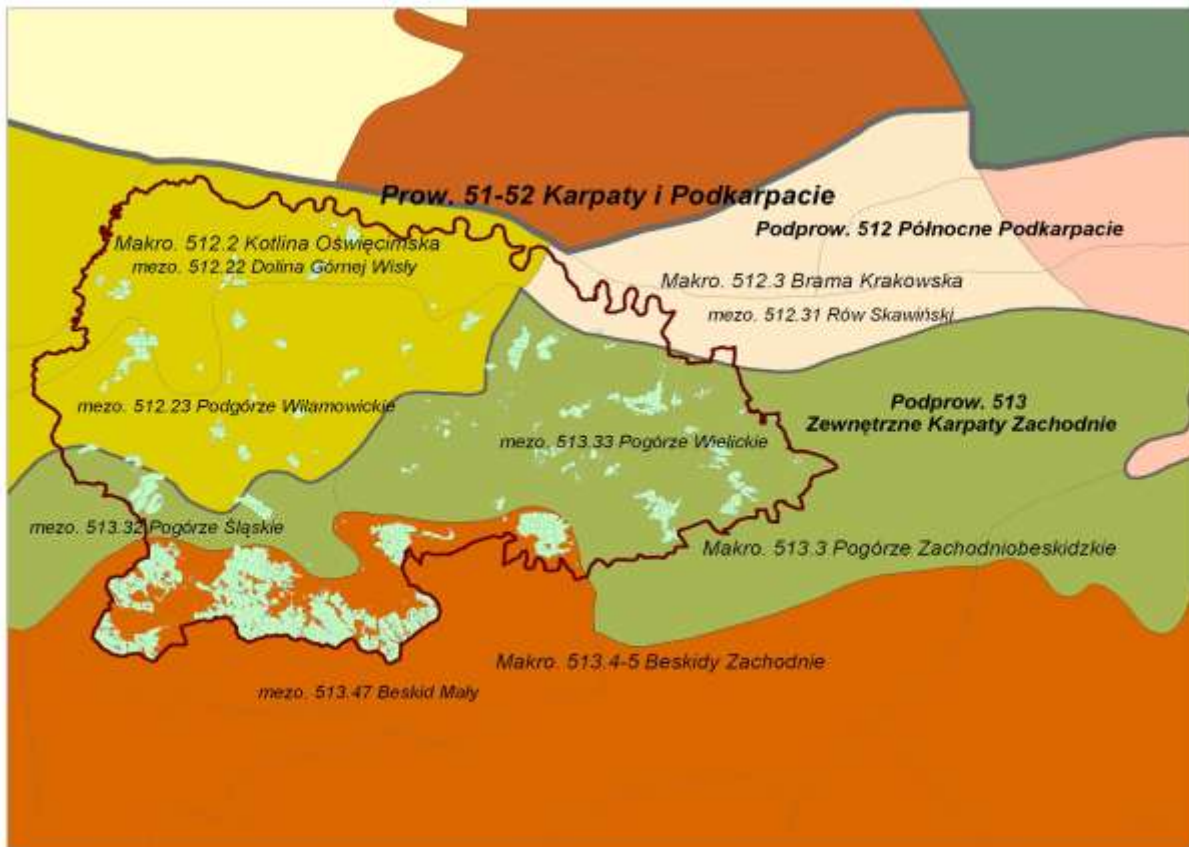 Prow. 51-52 Karpaty i Podkarpacie
Podprow. 512 Północne Podkarpacie
Makro. 512.2 Kotlina Oświęcimska
mezo. 512.22 Dolina Górnej Wisły
Makro. 512.3 Brama Krakowska
mezo. 512.31 Rów Skawiński
mezo. 512.23 Podgórze Wilamowickie
Podprow. 513
Zewnętrzne Karpaty Zachodnie
mezo. 513.33 Pogórze Wielickie
mezo. 513.32 Pogórze Śląskie
Makro. 513.3 Pogórze Zachodniobeskidzkie
Makro. 513.4-5 Beskidy Zachodnie
mezo. 513.47 Beskid Mały